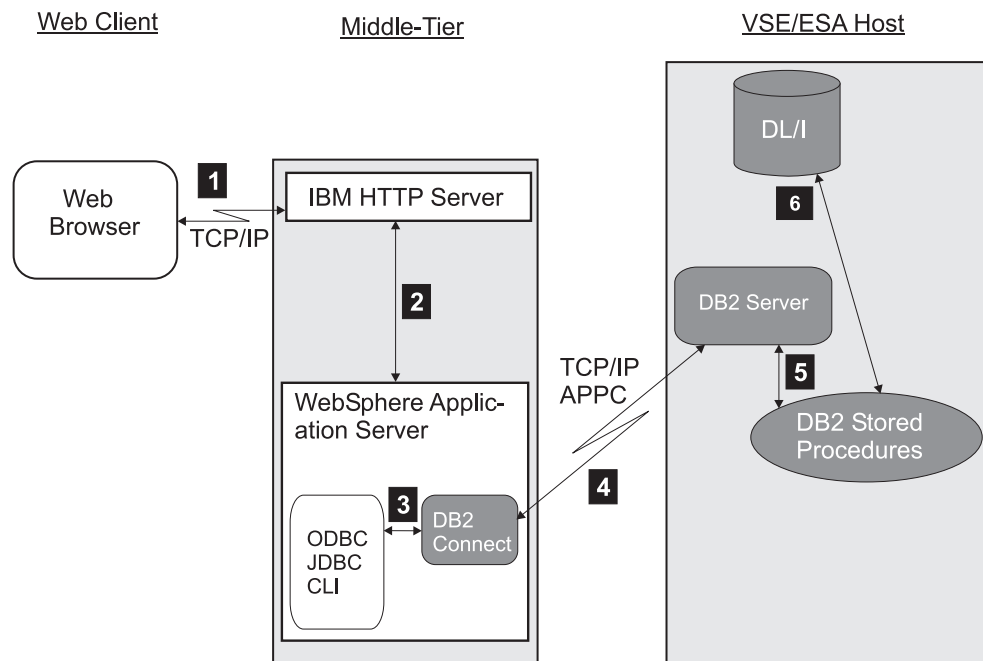 Web Client
Middle-Tier
VSE/ESA Host
DL/I
Web
Browser
1
TCP/IP
IBM HTTP Server
6
2
DB2 Server
TCP/IP
APPC
5
WebSphere Applic-
ation Server
DB2 Stored
Procedures
4
3
ODBC
JDBC
CLI
DB2
Connect